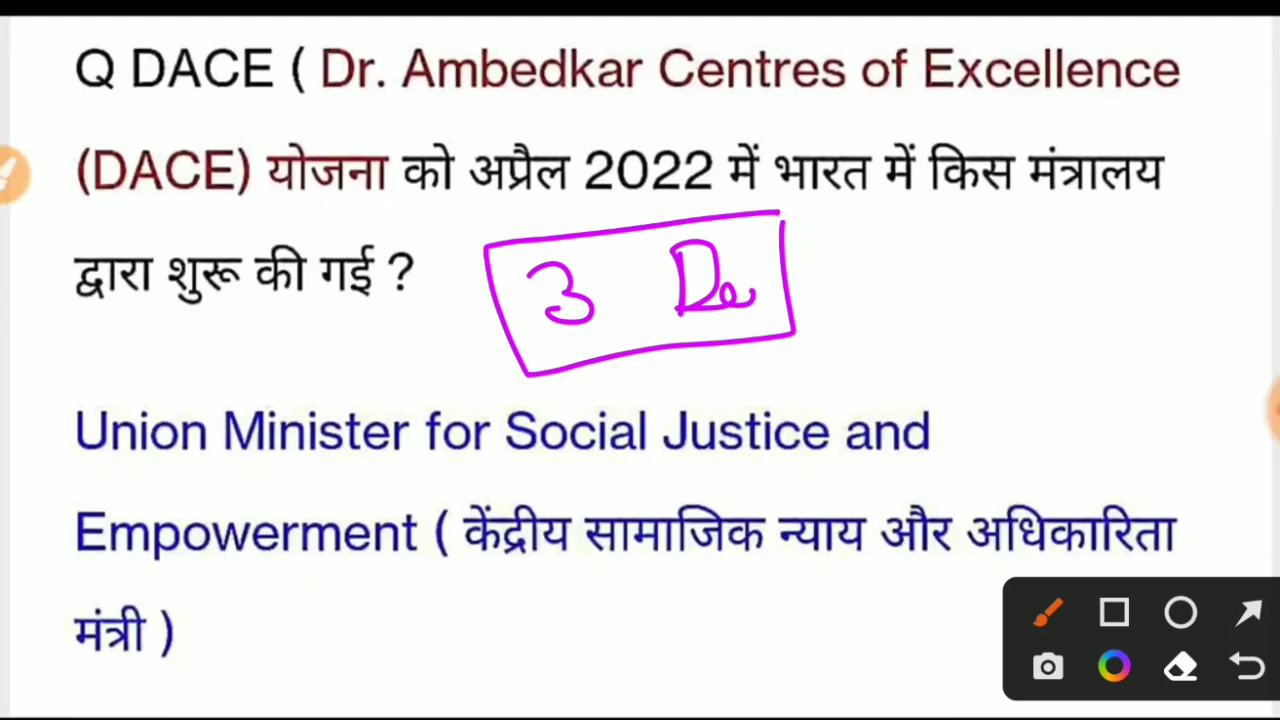 Q DACE ( Dr. Ambedkar Centres of Excellence
(DACE) योजना को अप्रैल 2022 में भारत में किस मंत्रालय
द्वारा शुरू की गई ?
3 De
Union Minister for Social Justice and
Empowerment ( केंद्रीय सामाजिक न्याय और अधिकारिता
मंत्री )